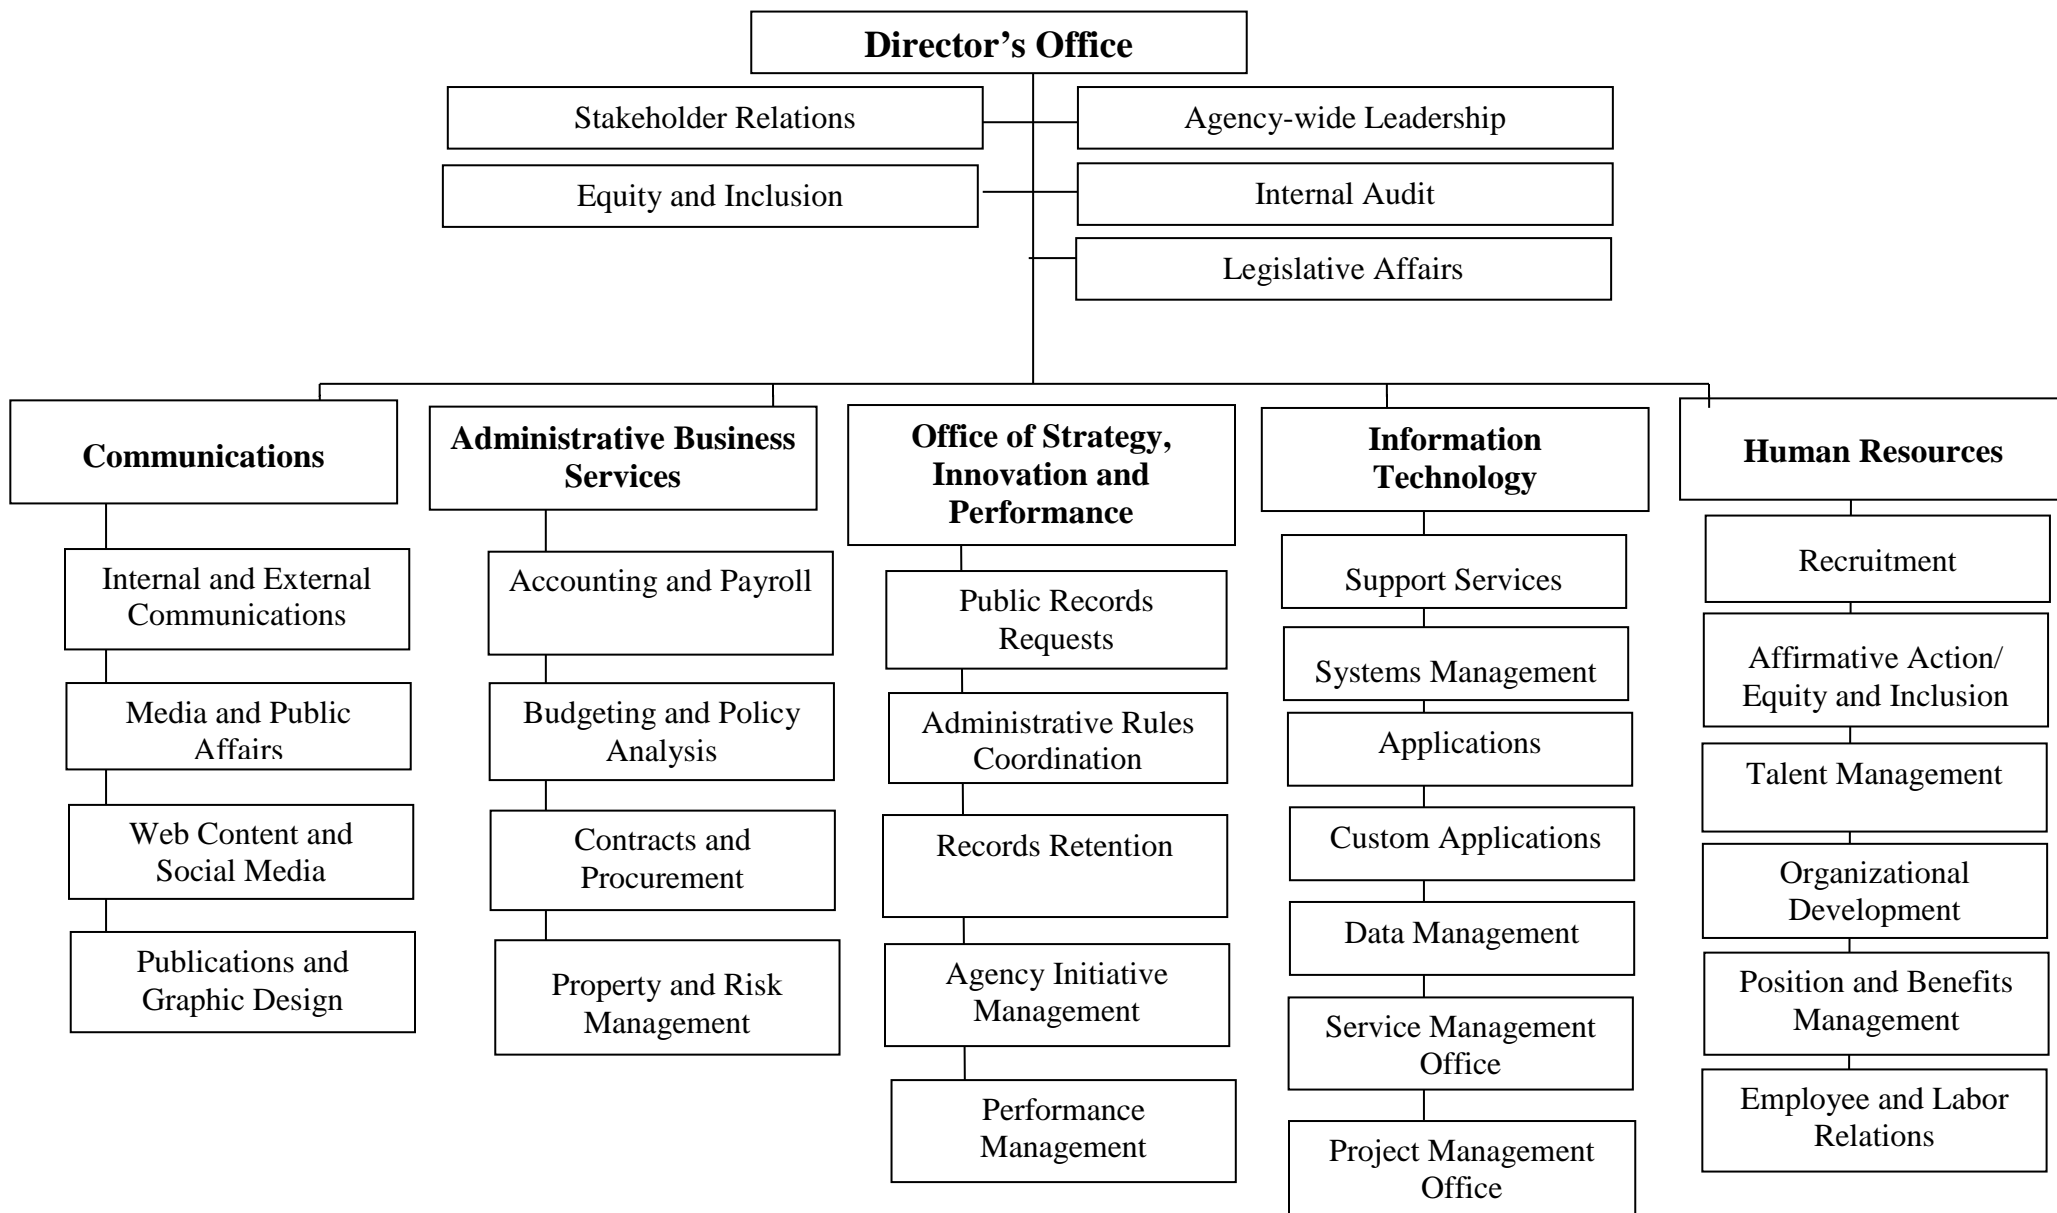 Director’s Office
Stakeholder Relations
Agency-wide Leadership
Equity and Inclusion
Internal Audit
Legislative Affairs
Communications
Internal and External
Communications
Media and Public
Affairs
Web Content and
Social Media
Publications and
Graphic Design
Administrative Business
Services
Accounting and Payroll
Budgeting and Policy
Analysis
Contracts and
Procurement
Property and Risk
Management
Office of Strategy,
Innovation and
Performance
Public Records
Requests
Administrative Rules
Coordination
Records Retention
Agency Initiative
Management
Performance
Management
Information
Technology
Support Services
Systems Management
Applications
Custom Applications
Data Management
Service Management
Office
Project Management
Office
Human Resources
Recruitment
Affirmative Action/
Equity and Inclusion
Talent Management
Organizational
Development
Position and Benefits
Management
Employee and Labor
Relations